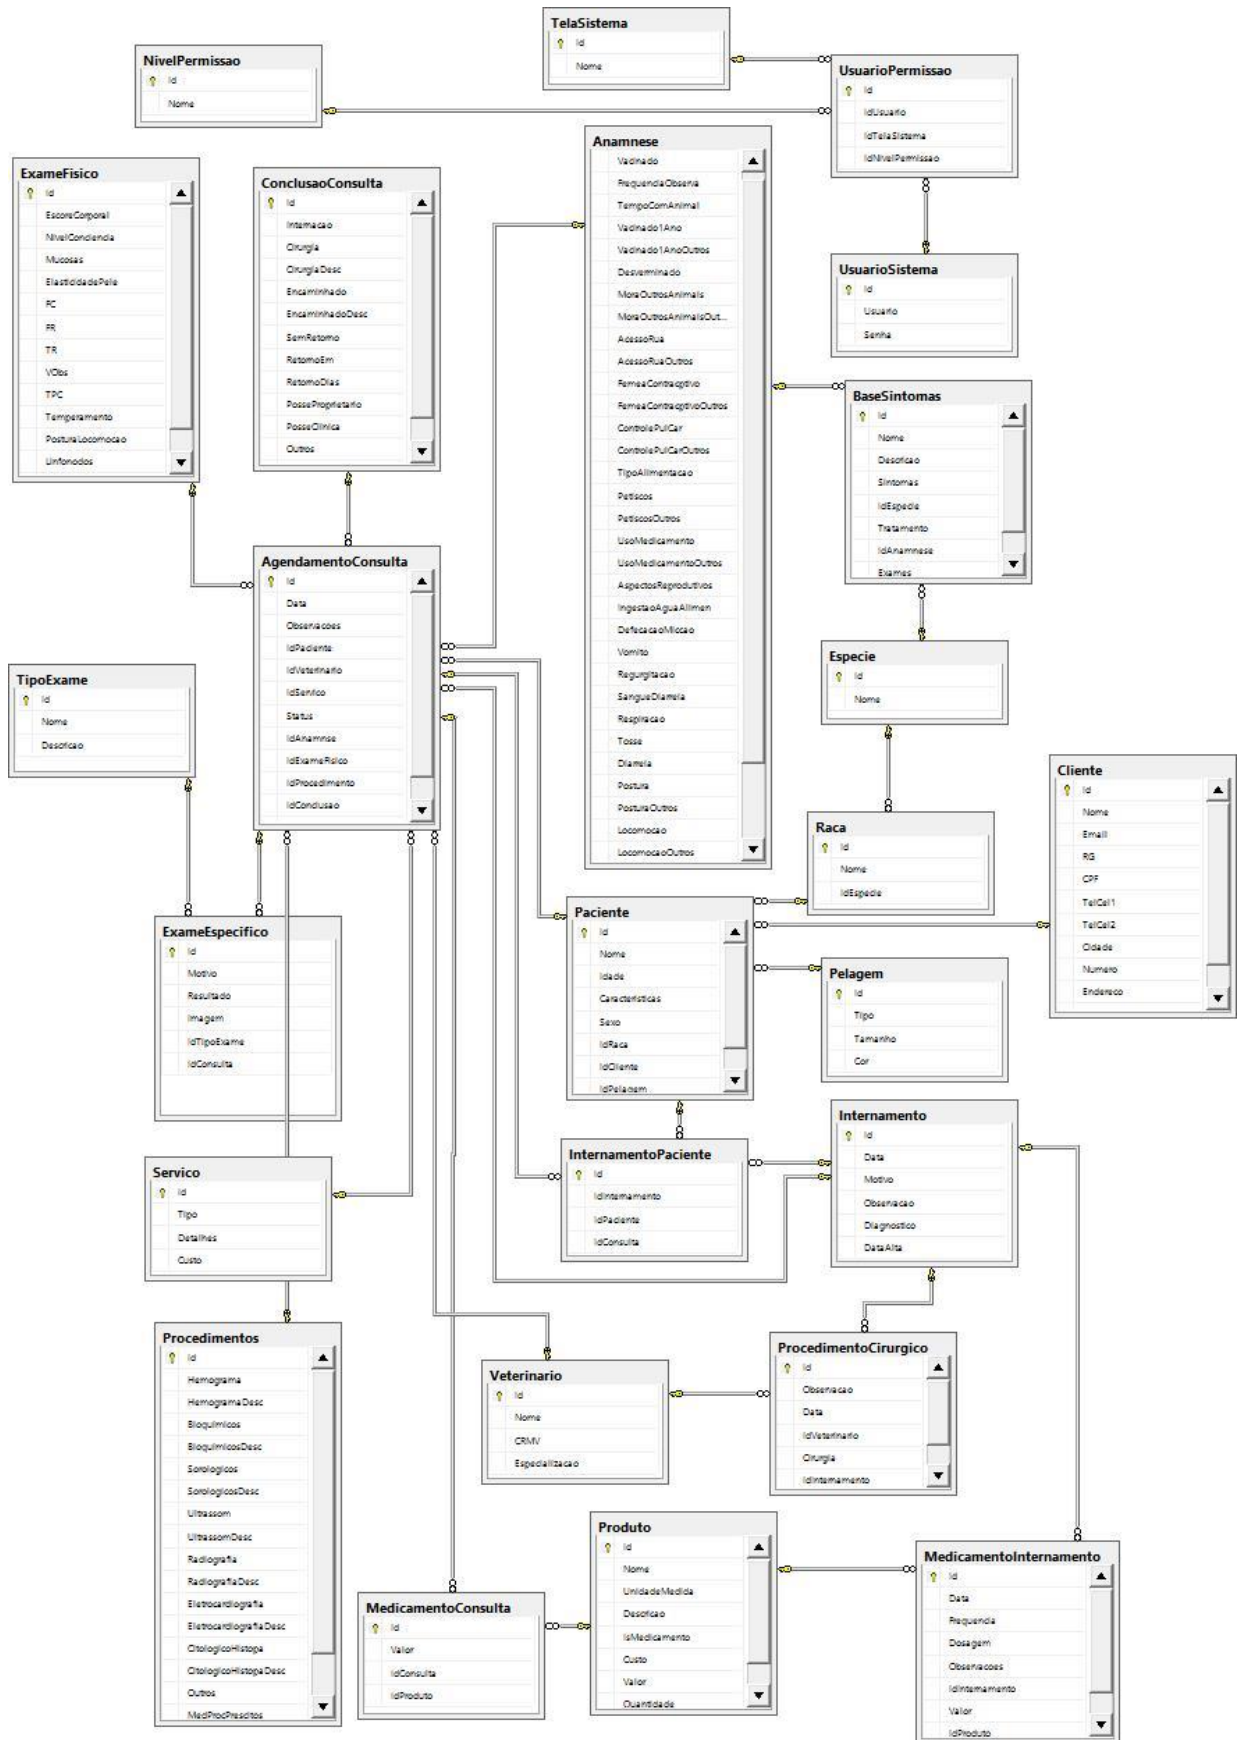 TelaSistema
Id
Nome
NivelPermissao
Id
Nome
UsuarioPermissao
Id
IdUsuario
IdTelaSistema
IdNivelPermissao
Anamnese
Vacinado
FrequenciaObserva
TempoComAnimal
Vacinado1Ano
Vacinado1AnoOutros
Desverminado
MoraOutrosAnimais
MoraOutrosAnimaisOut...
AcessoRua
AcessoRuaOutros
FemeaContracptivo
FemeaContracptivoOutros
ControlePulCar
ControlePulCarOutros
TipoAlimentacao
Petiscos
PetiscosOutros
UsoMedicamento
UsoMedicamentoOutros
AspectosReprodutivos
IngestaoAguaAlimen
DefecacaoMiccao
Vomito
Regurgitacao
SangueDiarreia
Respiracao
Tosse
Diarreia
Postura
PosturaOutros
Locomocao
LocomocaoOutros
ExameFisico
Id
EscoreCorporal
NivelConciencia
Mucosas
ElasticidadePele
FC
FR
TR
VObs
TPC
Temperamento
PosturaLocomocao
Linfonodos
ConclusaoConsulta
Id
Internacao
Cirurgia
CirurgiaDesc
Encaminhado
EncaminhadoDesc
SemRetorno
RetornoEm
RetornoDias
PosseProprietario
PosseClinica
Outros
UsuarioSistema
Id
Usuario
Senha
BaseSintomas
Id
Nome
Descricao
Sintomas
IdEspecie
Tratamento
IdAnamnese
Exames
AgendamentoConsulta
Id
Data
Observacoes
IdPaciente
IdVeterinario
IdServico
Status
IdAnamnse
IdExameFisico
IdProcedimento
IdConclusao
Especie
Id
Nome
TipoExame
Id
Nome
Descricao
Cliente
Id
Nome
Email
RG
CPF
TelCel1
TelCel2
Cidade
Numero
Endereco
Raca
Id
Nome
IdEspecie
Paciente
Id
Nome
Idade
Caracteristicas
Sexo
IdRaca
IdCliente
IdPelagem
ExameEspecifico
Id
Motivo
Resultado
Imagem
IdTipoExame
IdConsulta
Pelagem
Id
Tipo
Tamanho
Cor
Internamento
Id
Data
Motivo
Observacao
Diagnostico
DataAlta
InternamentoPaciente
Id
IdInternamento
IdPaciente
IdConsulta
Servico
Id
Tipo
Detalhes
Custo
Procedimentos
Id
Hemograma
HemogramaDesc
Bioquimicos
BioquimicosDesc
Sorologicos
SorologicosDesc
Ultrassom
UltrassomDesc
Radiografia
RadiografiaDesc
Eletrocardiografia
EletrocardiografiaDesc
CitologicoHistopa
CitologicoHistopaDesc
Outros
MedProcPrescitos
Veterinario
Id
Nome
CRMV
Especializacao
ProcedimentoCirurgico
Id
Observacao
Data
IdVeterinario
Cirurgia
IdInternamento
Produto
Id
Nome
UnidadeMedida
Descricao
IsMedicamento
Custo
Valor
Quantidade
MedicamentoInternamento
Id
Data
Frequencia
Dosagem
Observacoes
IdInternamento
Valor
IdProduto
MedicamentoConsulta
Id
Valor
IdConsulta
IdProduto